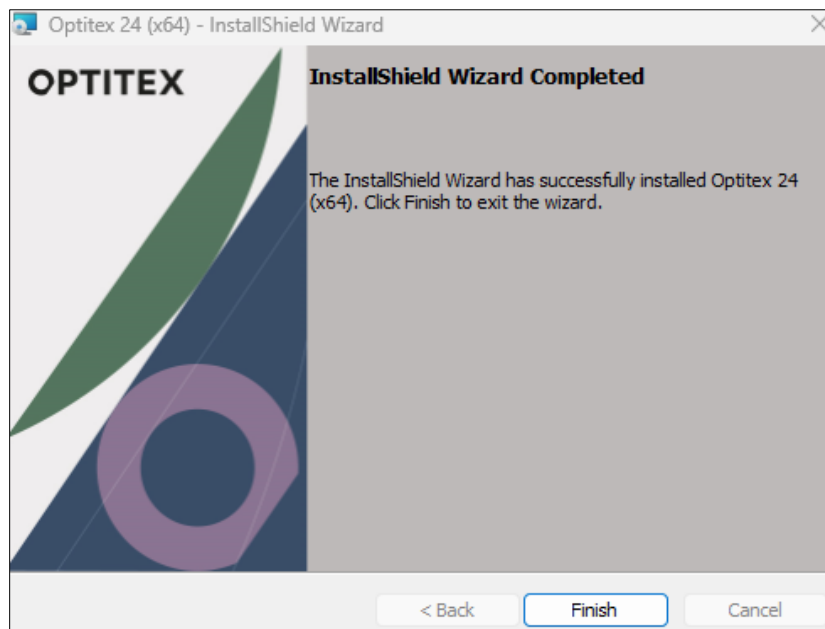 Optitex 24 (x64) - InstallShield Wizard
OPTITEX
InstallShield Wizard Completed
The InstallShield Wizard has successfully installed Optitex 24
(x64). Click Finish to exit the wizard.
< Back
Finish
Cancel